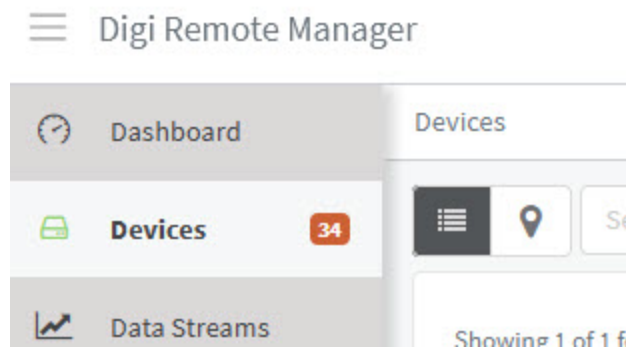 Digi Remote Manager
Dashboard
Devices
Devices 34
Data Streams
Showing 1 of 1